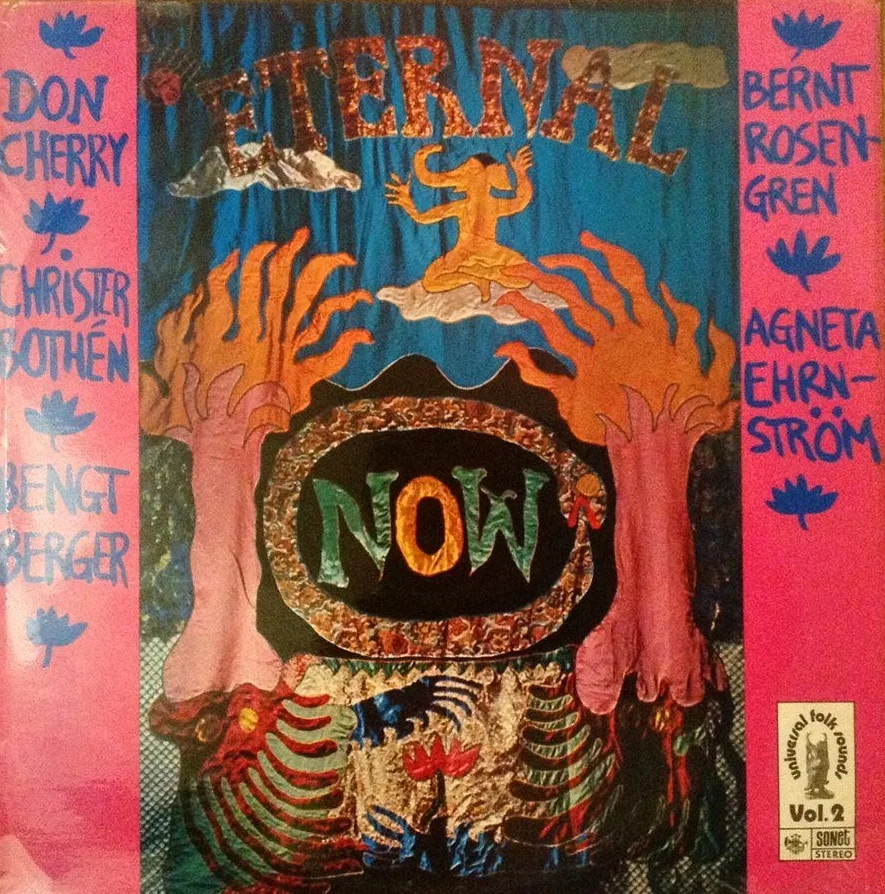 ETERNAL
NOW
DON
CHERRY
CHRISTER
BOTHÉN
BENGT
BERGER
BERNT
ROSEN-
GREN
AGNETA
EHRN-
STRÖM
universal folk sound.
Vol.2
SONET
STEREO